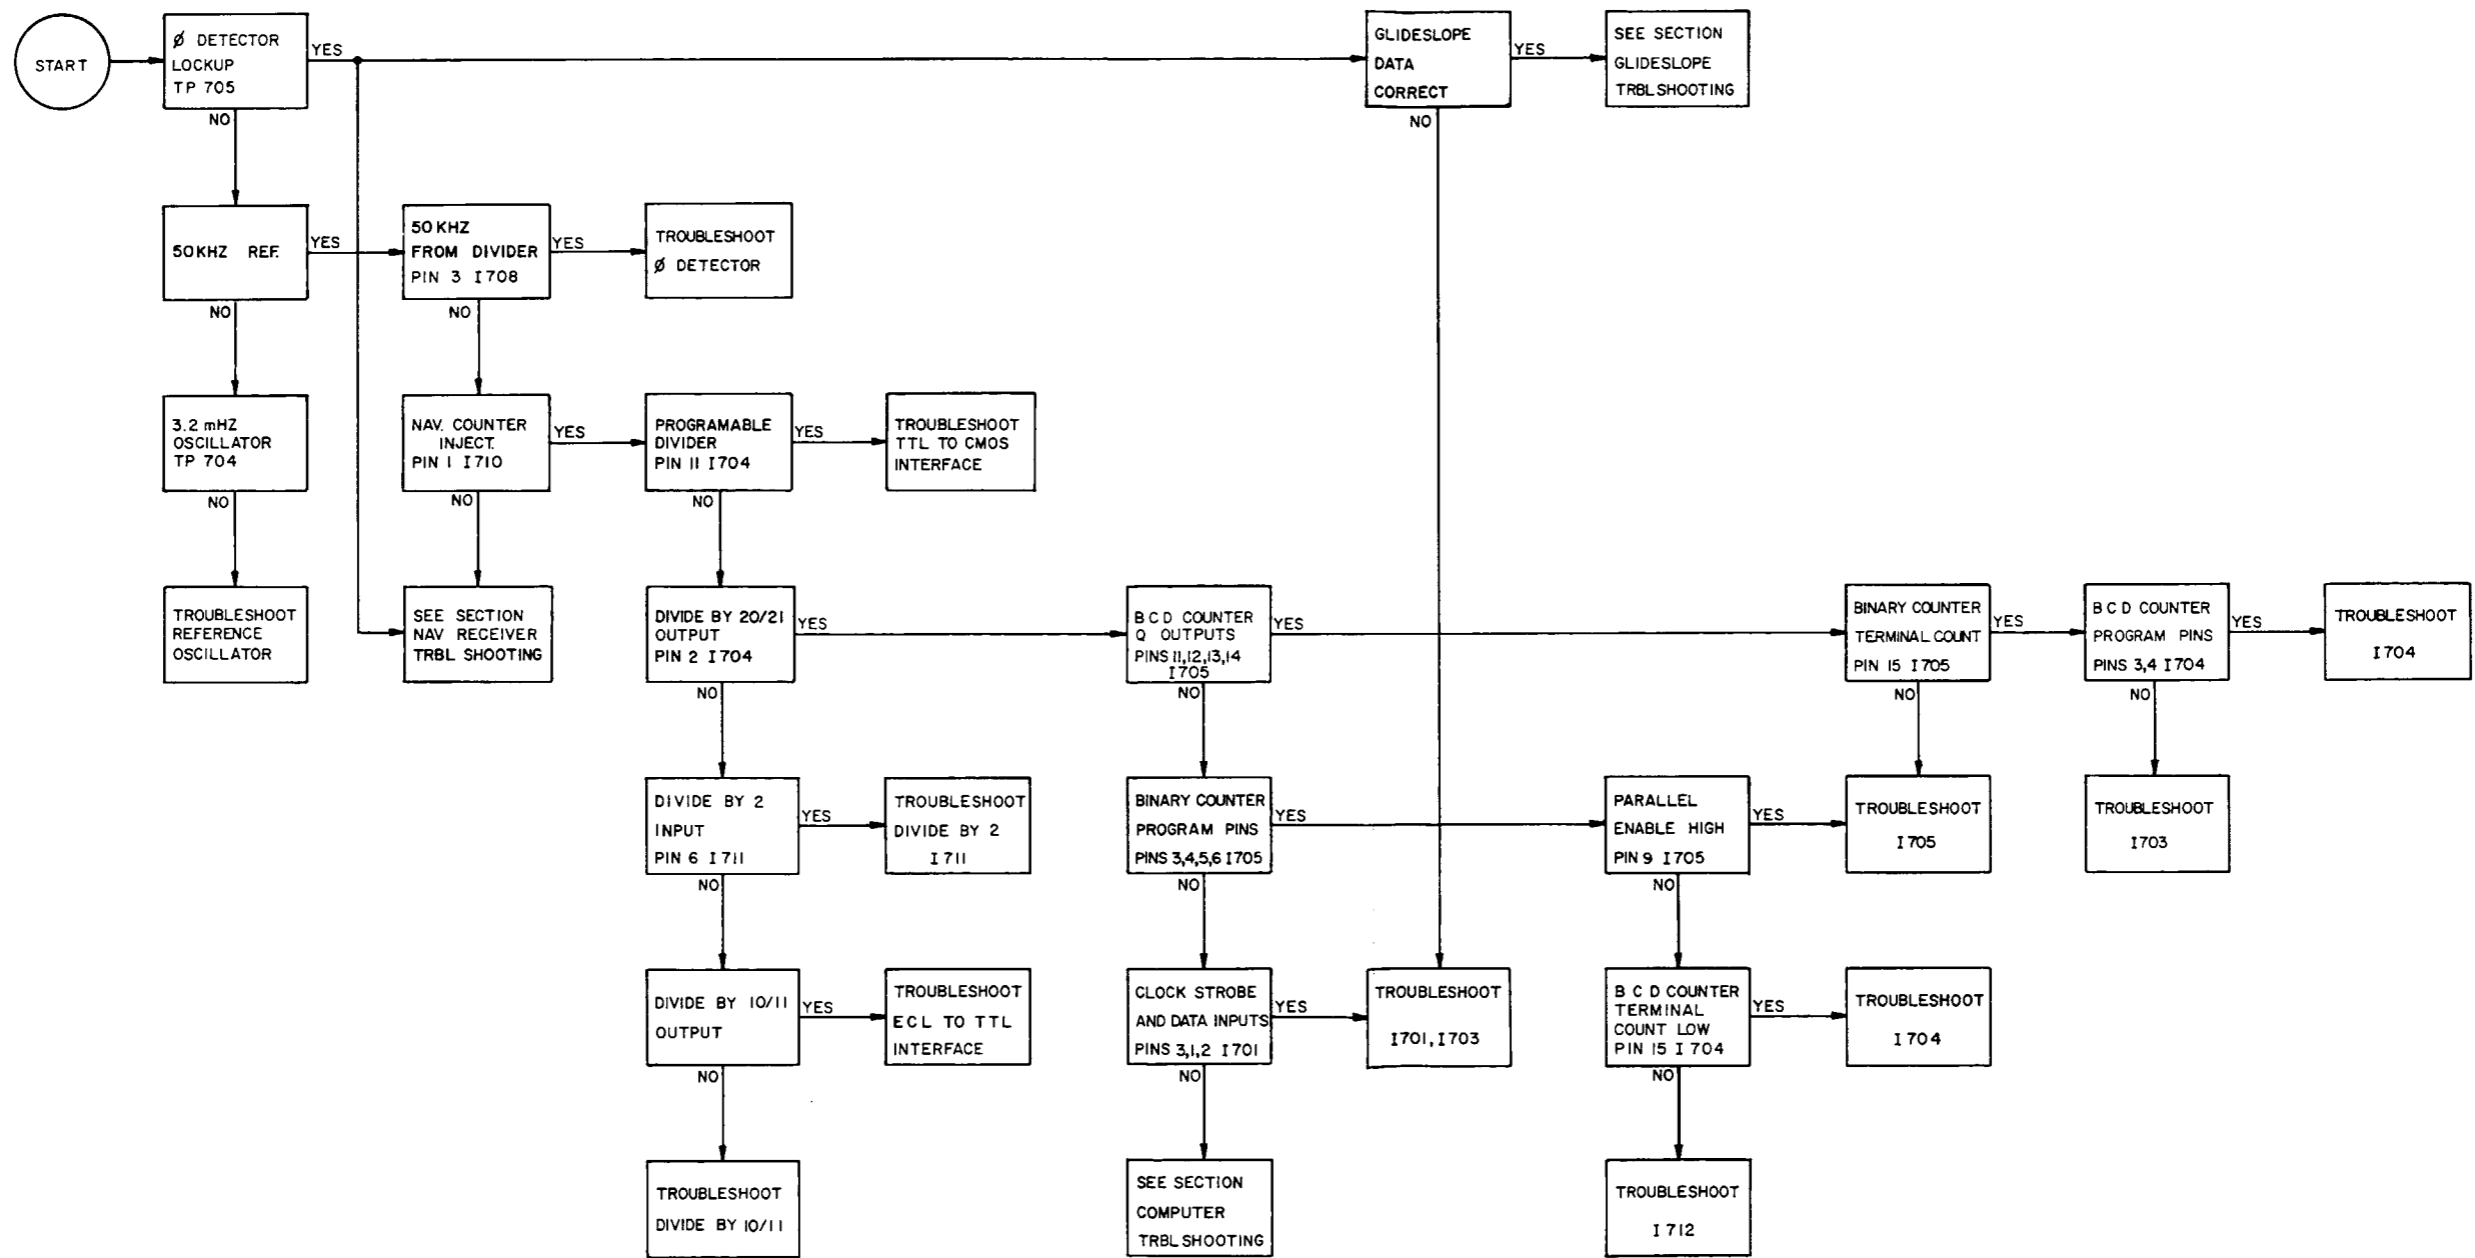 START
Ø DETECTOR
LOCKUP
TP 705
YES
NO
GLIDESLOPE
DATA
CORRECT
YES
NO
SEE SECTION
GLIDESLOPE
TRBL SHOOTING
50KHZ REF.
YES
NO
50 KHZ
FROM DIVIDER
PIN 3 I708
YES
NO
TROUBLESHOOT
Ø DETECTOR
3.2 mHZ
OSCILLATOR
TP 704
NO
NAV. COUNTER
INJECT.
PIN 1 I710
YES
NO
PROGRAMABLE
DIVIDER
PIN 11 I704
YES
NO
TROUBLESHOOT
TTL TO CMOS
INTERFACE
TROUBLESHOOT
REFERENCE
OSCILLATOR
SEE SECTION
NAV RECEIVER
TRBL SHOOTING
DIVIDE BY 20/21
OUTPUT
PIN 2 I704
YES
NO
B C D COUNTER
Q OUTPUTS
PINS 11,12,13,14
I705
YES
NO
BINARY COUNTER
TERMINAL COUNT
PIN 15 I705
YES
NO
B C D COUNTER
PROGRAM PINS
PINS 3,4 I704
YES
NO
TROUBLESHOOT
I704
DIVIDE BY 2
INPUT
PIN 6 I711
YES
NO
TROUBLESHOOT
DIVIDE BY 2
I711
BINARY COUNTER
PROGRAM PINS
PINS 3,4,5,6 I705
YES
NO
PARALLEL
ENABLE HIGH
PIN 9 I705
YES
NO
TROUBLESHOOT
I705
TROUBLESHOOT
I703
DIVIDE BY 10/11
OUTPUT
YES
NO
TROUBLESHOOT
ECL TO TTL
INTERFACE
CLOCK STROBE
AND DATA INPUTS
PINS 3,1,2 I701
YES
NO
TROUBLESHOOT
I701, I703
B C D COUNTER
TERMINAL
COUNT LOW
PIN 15 I 704
YES
NO
TROUBLESHOOT
I704
TROUBLESHOOT
DIVIDE BY 10/11
SEE SECTION
COMPUTER
TRBL SHOOTING
TROUBLESHOOT
I 712